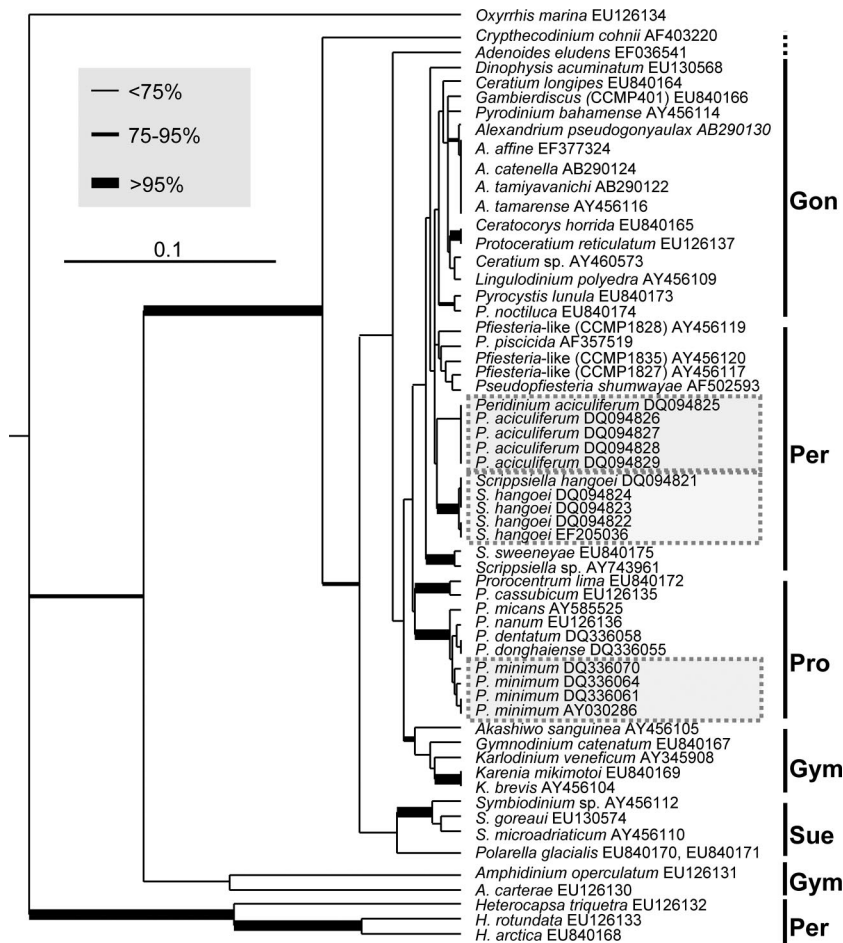 Oxyrrhis marina EU126134
Crypthecodinium cohnii AF403220
Adenoides eludens EF036541
Dinophysis acuminatum EU130568
Ceratium longipes EU840164
Gambierdiscus (CCMP401) EU840166
Pyrodinium bahamense AY456114
Alexandrium pseudogonyaulax AB290130
A. affine EF377324
A. catenella AB290124
A. tamiyavanichi AB290122
A. tamarense AY456116
Ceratocorys horrida EU840165
Protoceratium reticulatum EU126137
Ceratium sp. AY460573
Lingulodinium polyedra AY456109
Pyrocystis lunula EU840173
P. noctiluca EU840174
Pfiesteria-like (CCMP1828) AY456119
P. piscicida AF357519
Pfiesteria-like (CCMP1835) AY456120
Pfiesteria-like (CCMP1827) AY456117
Pseudopfiesteria shumwayae AF502593
Peridinium aciculiferum DQ094825
P. aciculiferum DQ094826
P. aciculiferum DQ094827
P. aciculiferum DQ094828
P. aciculiferum DQ094829
Scrippsiella hangoei DQ094821
S. hangoei DQ094824
S. hangoei DQ094823
S. hangoei DQ094822
S. hangoei EF205036
S. sweeneyae EU840175
Scrippsiella sp. AY743961
Prorocentrum lima EU840172
P. cassubicum EU126135
P. micans AY585525
P. nanum EU126136
P. dentatum DQ336058
P. donghaiense DQ336055
P. minimum DQ336070
P. minimum DQ336064
P. minimum DQ336061
P. minimum AY030286
Akashiwo sanguinea AY456105
Gymnodinium catenatum EU840167
Karlodinium veneficum AY345908
Karenia mikimotoi EU840169
K. brevis AY456104
Symbiodinium sp. AY456112
S. goreaui EU130574
S. microadriaticum AY456110
Polarella glacialis EU840170, EU840171
Amphidinium operculatum EU126131
A. carterae EU126130
Heterocapsa triquetra EU126132
H. rotundata EU126133
H. arctica EU840168
<75%
75-95%
>95%
0.1
Gon
Per
Pro
Gym
Sue
Gym
Per